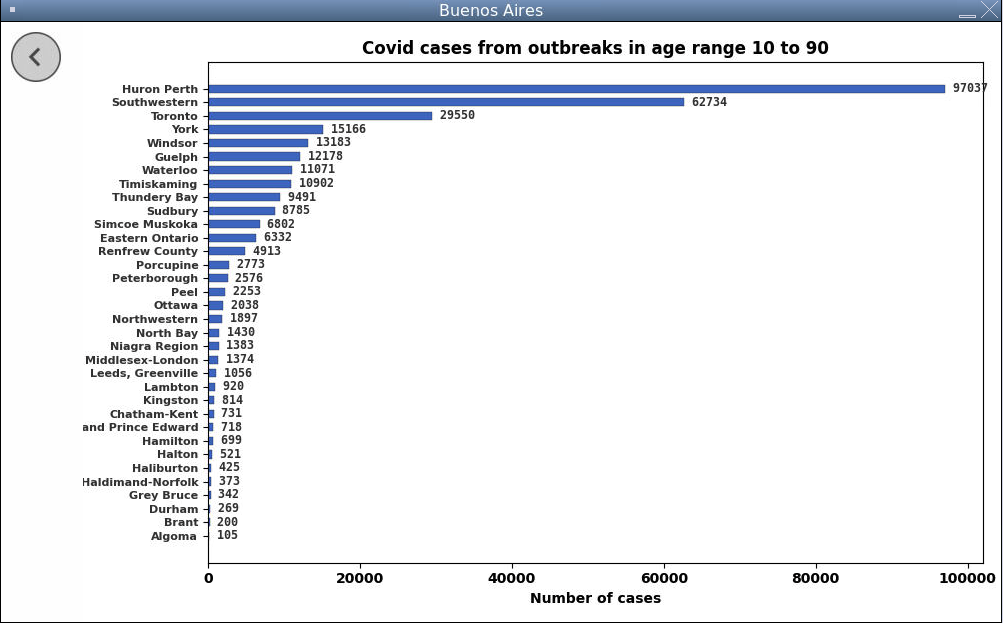 Buenos Aires
Covid cases from outbreaks in age range 10 to 90
Huron Perth 97037
Southwestern 62734
Toronto 29550
York 15166
Windsor 13183
Guelph 12178
Waterloo 11071
Timiskaming 10902
Thundery Bay 9491
Sudbury 8785
Simcoe Muskoka 6802
Eastern Ontario 6332
Renfrew County 4913
Porcupine 2773
Peterborough 2576
Peel 2253
Ottawa 2038
Northwestern 1897
North Bay 1430
Niagra Region 1383
Middlesex-London 1374
Leeds, Greenville 1056
Lambton 920
Kingston 814
Chatham-Kent 731
and Prince Edward 718
Hamilton 699
Halton 521
Haliburton 425
Haldimand-Norfolk 373
Grey Bruce 342
Durham 269
Brant 200
Algoma 105
0 20000 40000 60000 80000 100000
Number of cases